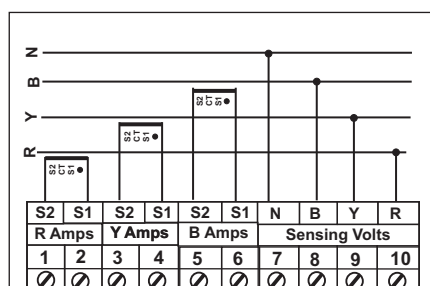 N
B
S2 CT S1
Y
S2 CT S1
R
S2 CT S1
S2 S1 S2 S1 S2 S1 N B Y R
R Amps Y Amps B Amps Sensing Volts
1 2 3 4 5 6 7 8 9 10